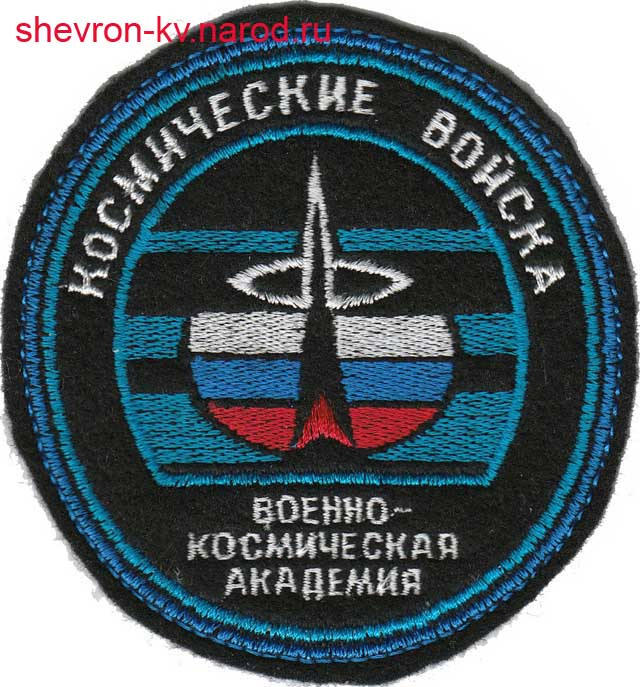 shevron-kv.narod.ru
КОСМИЧЕСКИЕ ВОЙСКА
ВОЕННО-
КОСМИЧЕСКАЯ
АКАДЕМИЯ